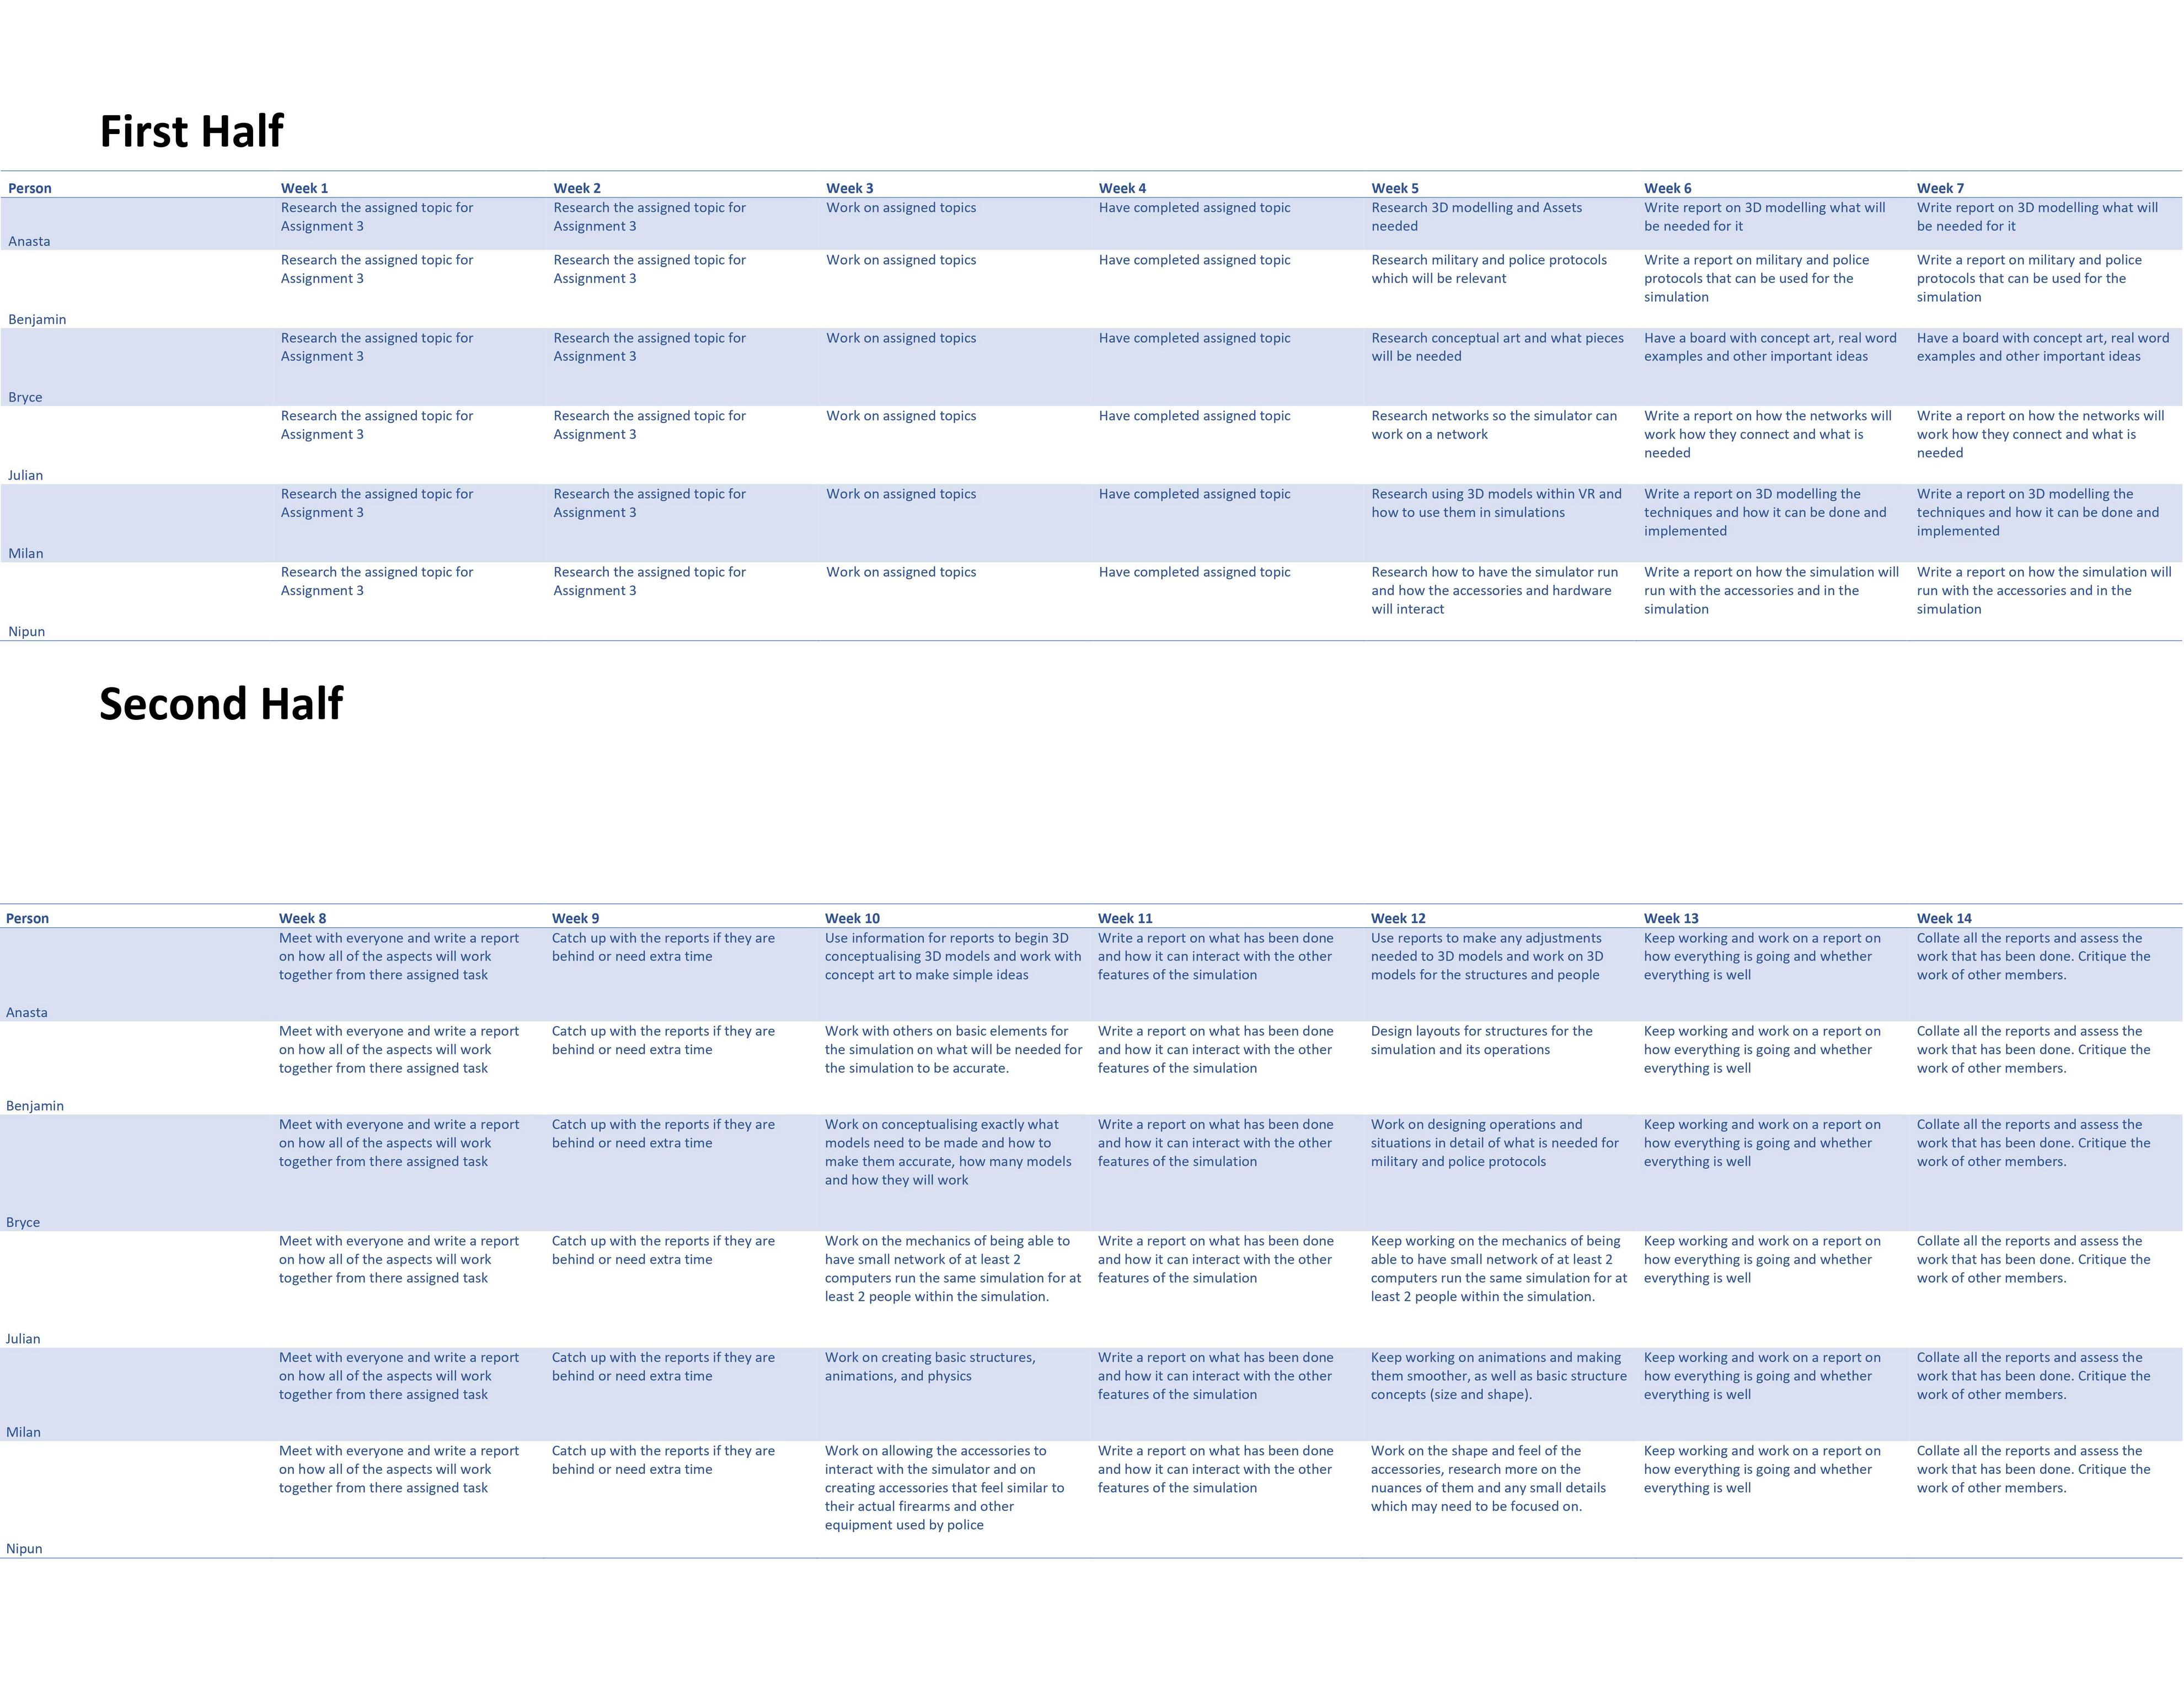 First Half
Person Week 1 Week 2 Week 3 Week 4 Week 5 Week 6 Week 7
Research the assigned topic for Research the assigned topic for Work on assigned topics Have completed assigned topic Research 3D modelling and Assets Write report on 3D modelling what will Write report on 3D modelling what will
Assignment 3 Assignment 3 needed be needed for it be needed for it
Anasta
Research the assigned topic for Research the assigned topic for Work on assigned topics Have completed assigned topic Research military and police protocols Write a report on military and police Write a report on military and police
Assignment 3 Assignment 3 which will be relevant protocols that can be used for the protocols that can be used for the
simulation simulation
Benjamin
Research the assigned topic for Research the assigned topic for Work on assigned topics Have completed assigned topic Research conceptual art and what pieces Have a board with concept art, real word Have a board with concept art, real word
Assignment 3 Assignment 3 will be needed examples and other important ideas examples and other important ideas
Bryce
Research the assigned topic for Research the assigned topic for Work on assigned topics Have completed assigned topic Research networks so the simulator can Write a report on how the networks will Write a report on how the networks will
Assignment 3 Assignment 3 work on a network work how they connect and what is work how they connect and what is
needed needed
Julian
Research the assigned topic for Research the assigned topic for Work on assigned topics Have completed assigned topic Research using 3D models within VR and Write a report on 3D modelling the Write a report on 3D modelling the
Assignment 3 Assignment 3 how to use them in simulations techniques and how it can be done and techniques and how it can be done and
implemented implemented
Milan
Research the assigned topic for Research the assigned topic for Work on assigned topics Have completed assigned topic Research how to have the simulator run Write a report on how the simulation will Write a report on how the simulation will
Assignment 3 Assignment 3 and how the accessories and hardware run with the accessories and in the run with the accessories and in the
will interact simulation simulation
Nipun
Second Half
Person Week 8 Week 9 Week 10 Week 11 Week 12 Week 13 Week 14
Meet with everyone and write a report Catch up with the reports if they are Use information for reports to begin 3D Write a report on what has been done Use reports to make any adjustments Keep working and work on a report on Collate all the reports and assess the
on how all of the aspects will work behind or need extra time conceptualising 3D models and work with and how it can interact with the other needed to 3D models and work on 3D how everything is going and whether work that has been done. Critique the
together from there assigned task concept art to make simple ideas features of the simulation models for the structures and people everything is well work of other members.
Anasta
Meet with everyone and write a report Catch up with the reports if they are Work with others on basic elements for Write a report on what has been done Design layouts for structures for the Keep working and work on a report on Collate all the reports and assess the
on how all of the aspects will work behind or need extra time the simulation on what will be needed for and how it can interact with the other simulation and its operations how everything is going and whether work that has been done. Critique the
together from there assigned task the simulation to be accurate. features of the simulation everything is well work of other members.
Benjamin
Meet with everyone and write a report Catch up with the reports if they are Work on conceptualising exactly what Write a report on what has been done Work on designing operations and Keep working and work on a report on Collate all the reports and assess the
on how all of the aspects will work behind or need extra time models need to be made and how to and how it can interact with the other situations in detail of what is needed for how everything is going and whether work that has been done. Critique the
together from there assigned task make them accurate, how many models features of the simulation military and police protocols everything is well work of other members.
and how they will work
Bryce
Meet with everyone and write a report Catch up with the reports if they are Work on the mechanics of being able to Write a report on what has been done Keep working on the mechanics of being Keep working and work on a report on Collate all the reports and assess the
on how all of the aspects will work behind or need extra time have small network of at least 2 and how it can interact with the other able to have small network of at least 2 how everything is going and whether work that has been done. Critique the
together from there assigned task computers run the same simulation for at features of the simulation computers run the same simulation for at everything is well work of other members.
least 2 people within the simulation. least 2 people within the simulation.
Julian
Meet with everyone and write a report Catch up with the reports if they are Work on creating basic structures, Write a report on what has been done Keep working on animations and making Keep working and work on a report on Collate all the reports and assess the
on how all of the aspects will work behind or need extra time animations, and physics and how it can interact with the other them smoother, as well as basic structure how everything is going and whether work that has been done. Critique the
together from there assigned task features of the simulation concepts (size and shape). everything is well work of other members.
Milan
Meet with everyone and write a report Catch up with the reports if they are Work on allowing the accessories to Write a report on what has been done Work on the shape and feel of the Keep working and work on a report on Collate all the reports and assess the
on how all of the aspects will work behind or need extra time interact with the simulator and on and how it can interact with the other accessories, research more on the how everything is going and whether work that has been done. Critique the
together from there assigned task creating accessories that feel similar to features of the simulation nuances of them and any small details everything is well work of other members.
their actual firearms and other which may need to be focused on.
equipment used by police
Nipun